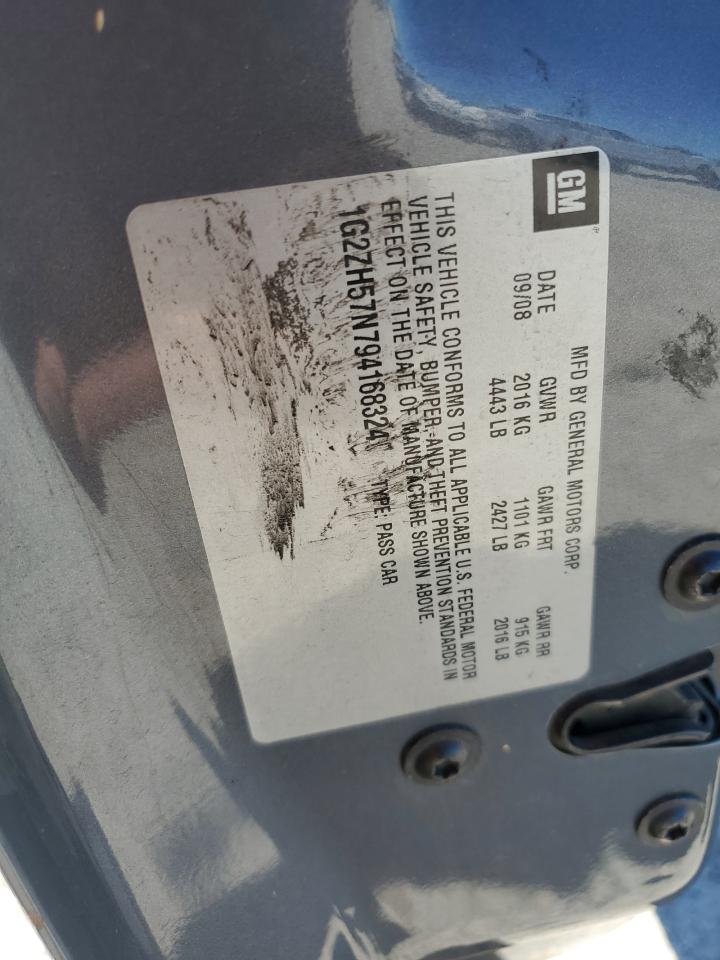 GM
MFD BY GENERAL MOTORS CORP.
DATE GVWR GAWR FRT GAWR RR
09/08 2016 KG 1101 KG 915 KG
4443 LB 2427 LB 2016 LB
THIS VEHICLE CONFORMS TO ALL APPLICABLE U.S. FEDERAL MOTOR
VEHICLE SAFETY, BUMPER, AND THEFT PREVENTION STANDARDS IN
EFFECT ON THE DATE OF MANUFACTURE SHOWN ABOVE.
1G2ZH57N794168324 TYPE: PASS CAR